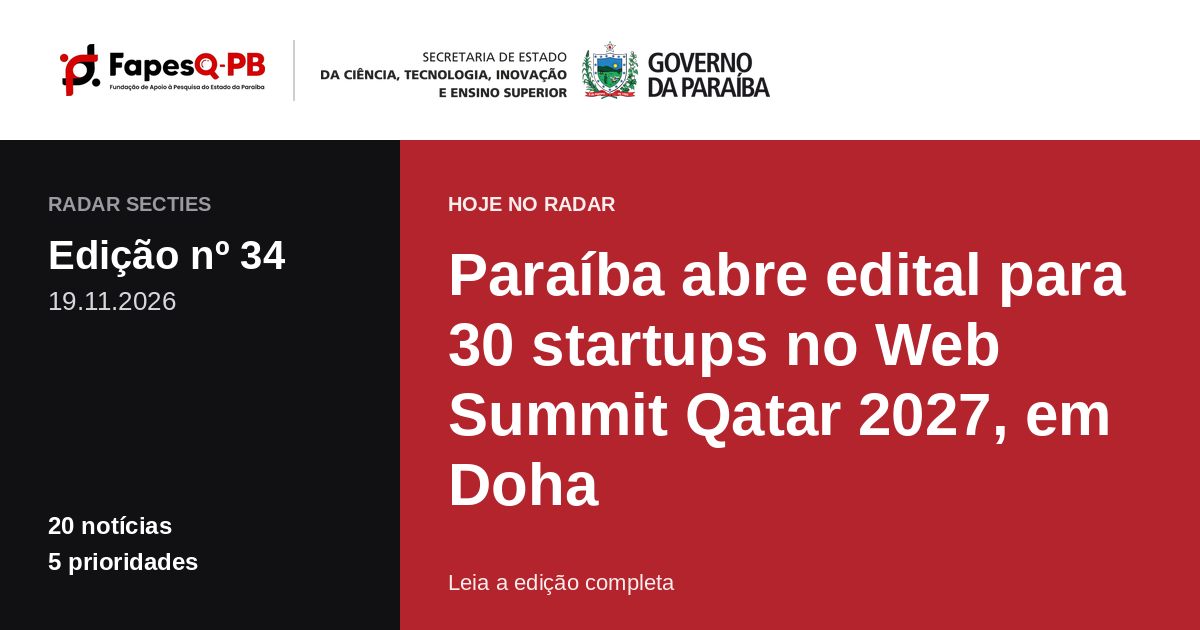 FapesQ-PB
Fundação de Apoio à Pesquisa do Estado da Paraíba
SECRETARIA DE ESTADO
DA CIÊNCIA, TECNOLOGIA, INOVAÇÃO
E ENSINO SUPERIOR
GOVERNO
DA PARAÍBA
RADAR SECTIES
Edição nº 34
19.11.2026
20 notícias
5 prioridades
HOJE NO RADAR
Paraíba abre edital para
30 startups no Web
Summit Qatar 2027, em
Doha
Leia a edição completa